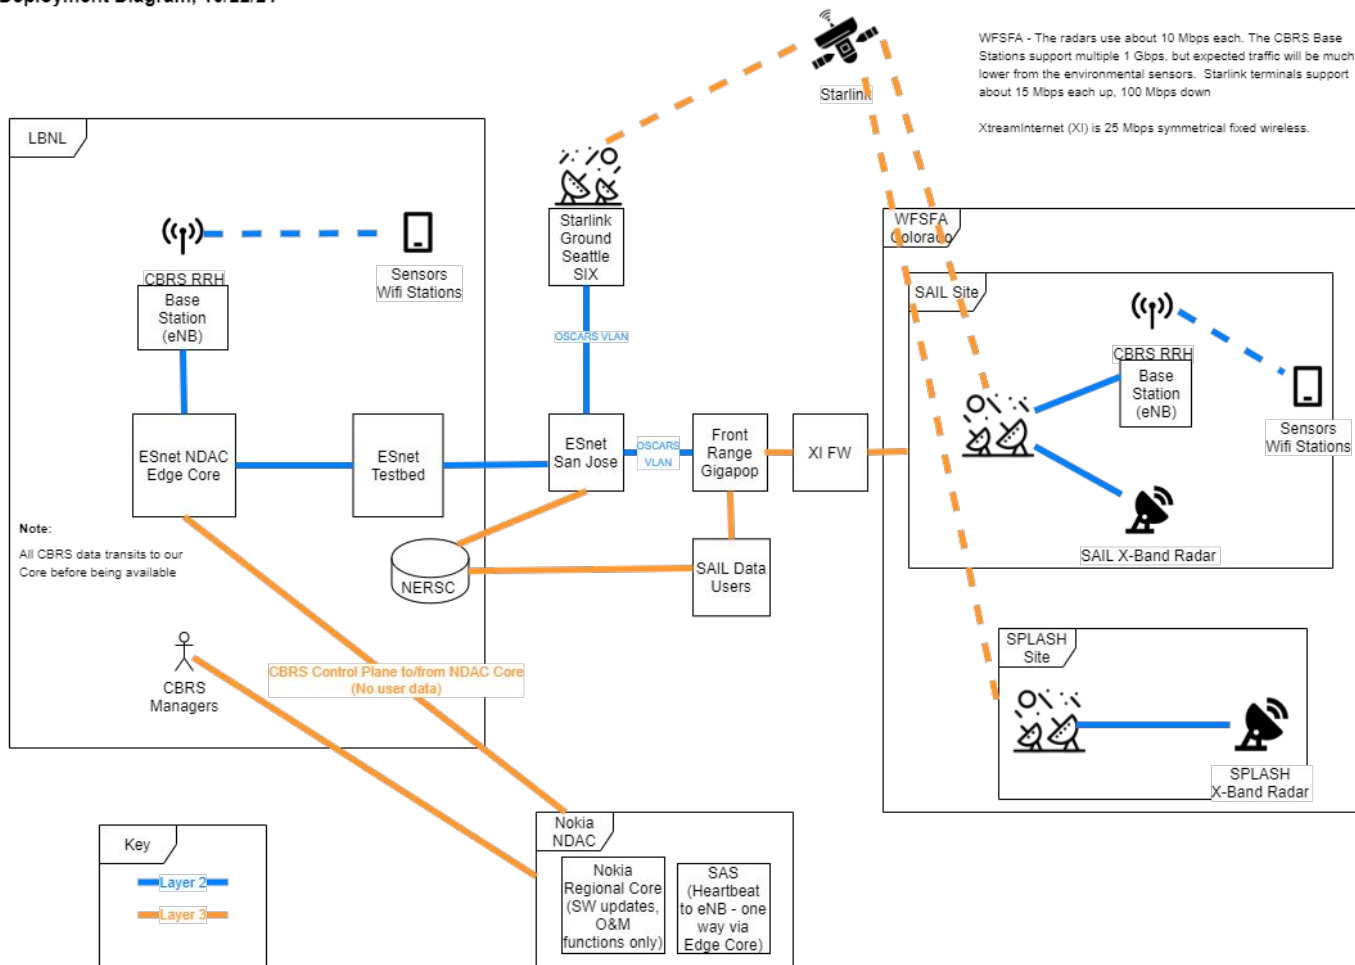 Deployment Diagram, 10/22/21
WFSFA - The radars use about 10 Mbps each. The CBRS Base
Stations support multiple 1 Gbps, but expected traffic will be much
lower from the environmental sensors. Starlink terminals support
about 15 Mbps each up, 100 Mbps down
XtreamInternet (XI) is 25 Mbps symmetrical fixed wireless.
Starlink
LBNL
CBRS RRH
Base
Station
(eNB)
Sensors
Wifi Stations
Starlink
Ground
Seattle
SIX
OSCARS VLAN
WFSFA
Colorado
SAIL Site
CBRS RRH
Base
Station
(eNB)
Sensors
Wifi Stations
SAIL X-Band Radar
ESnet NDAC
Edge Core
ESnet
Testbed
ESnet
San Jose
OSCARS
VLAN
Front
Range
Gigapop
XI FW
Note:
All CBRS data transits to our
Core before being available
NERSC
SAIL Data
Users
CBRS
Managers
CBRS Control Plane to/from NDAC Core
(No user data)
SPLASH
Site
SPLASH
X-Band Radar
Key
Layer 2
Layer 3
Nokia
NDAC
Nokia
Regional Core
(SW updates,
O&M
functions only)
SAS
(Heartbeat
to eNB - one
way via
Edge Core)